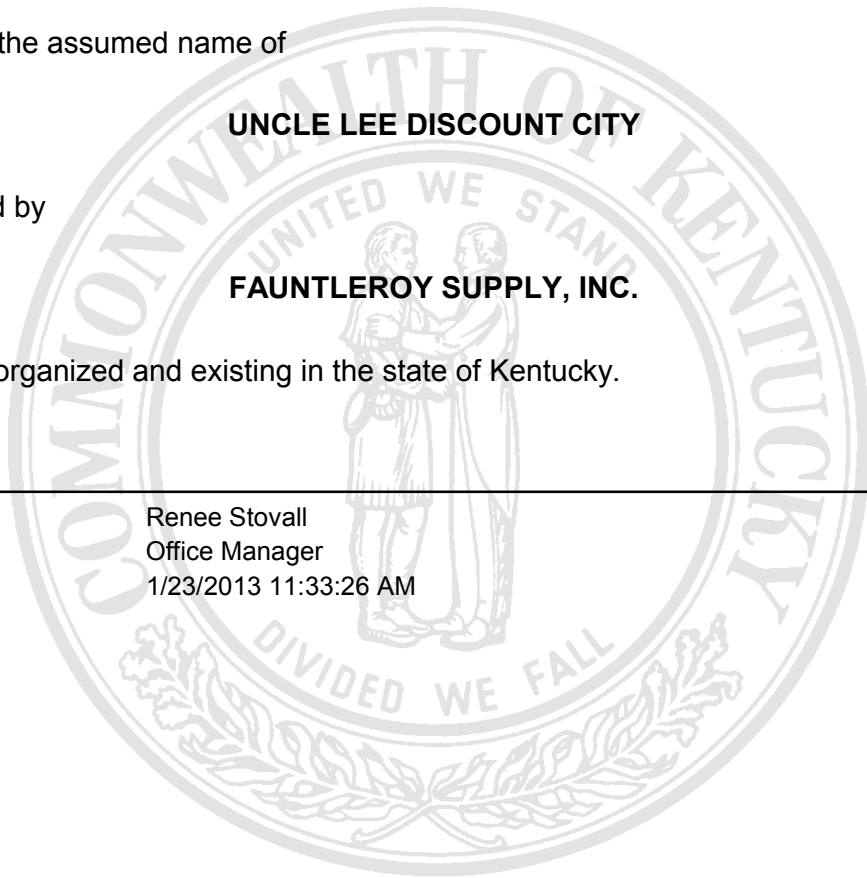 the assumed name of
UNCLE LEE DISCOUNT CITY
d by
FAUNTLEROY SUPPLY, INC.
organized and existing in the state of Kentucky.
Renee Stovall
Office Manager
1/23/2013 11:33:26 AM
COMMONWEALTH OF KENTUCKY
UNITED WE STAND
DIVIDED WE FALL